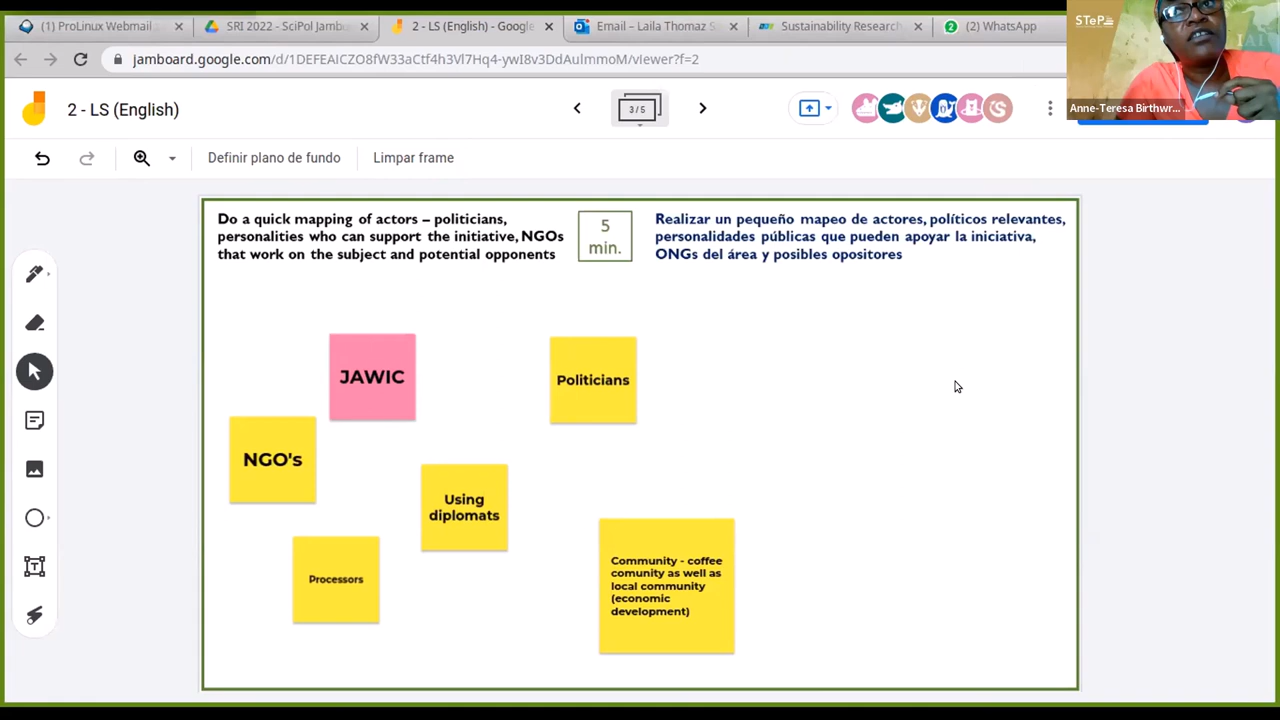 (1) ProLinux Webmail
SRI 2022 - SciPol Jambo
2 - LS (English) - Google
Email – Laila Thomaz S
Sustainability Research
(2) WhatsApp
STeP
IAI
jamboard.google.com/d/1DEFEAICZO8fW33aCtf4h3Vl7Hq4-ywI8v3DdAulmmoM/viewer?f=2
Anne-Teresa Birthwr...
2 - LS (English)
3/5
Definir plano de fundo
Limpar frame
Do a quick mapping of actors – politicians,
personalities who can support the initiative, NGOs
that work on the subject and potential opponents
5
min.
Realizar un pequeño mapeo de actores, políticos relevantes,
personalidades públicas que pueden apoyar la iniciativa,
ONGs del área y posibles opositores
JAWIC
Politicians
NGO's
Using
diplomats
Processors
Community - coffee
comunity as well as
local community
(economic
development)